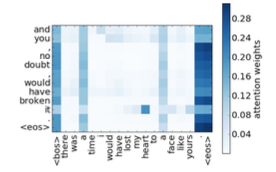 and
you
,
no
doubt
,
would
have
broken
it
.
<eos>
<bos>
there
was
a
time
i
would
have
lost
my
heart
to
a
face
like
yours
.
<eos>
0.28
0.24
0.20
0.16
0.12
0.08
0.04
attention weights